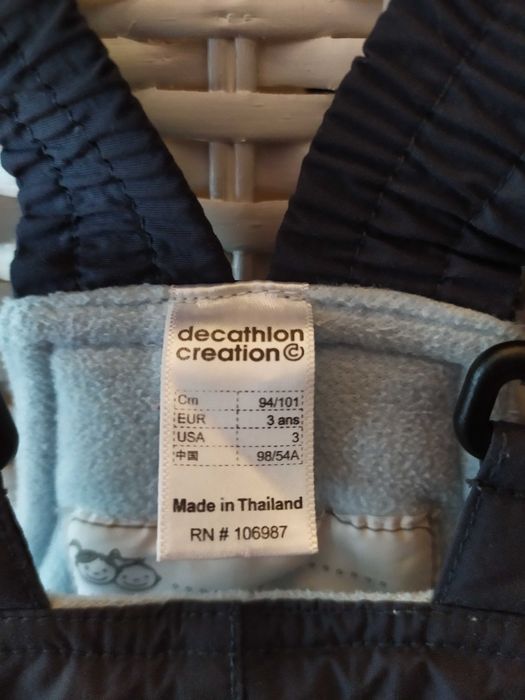 decathlon
creation ©
Cm 94/101
EUR 3 ans
USA 3
中国 98/54A
Made in Thailand
RN # 106987